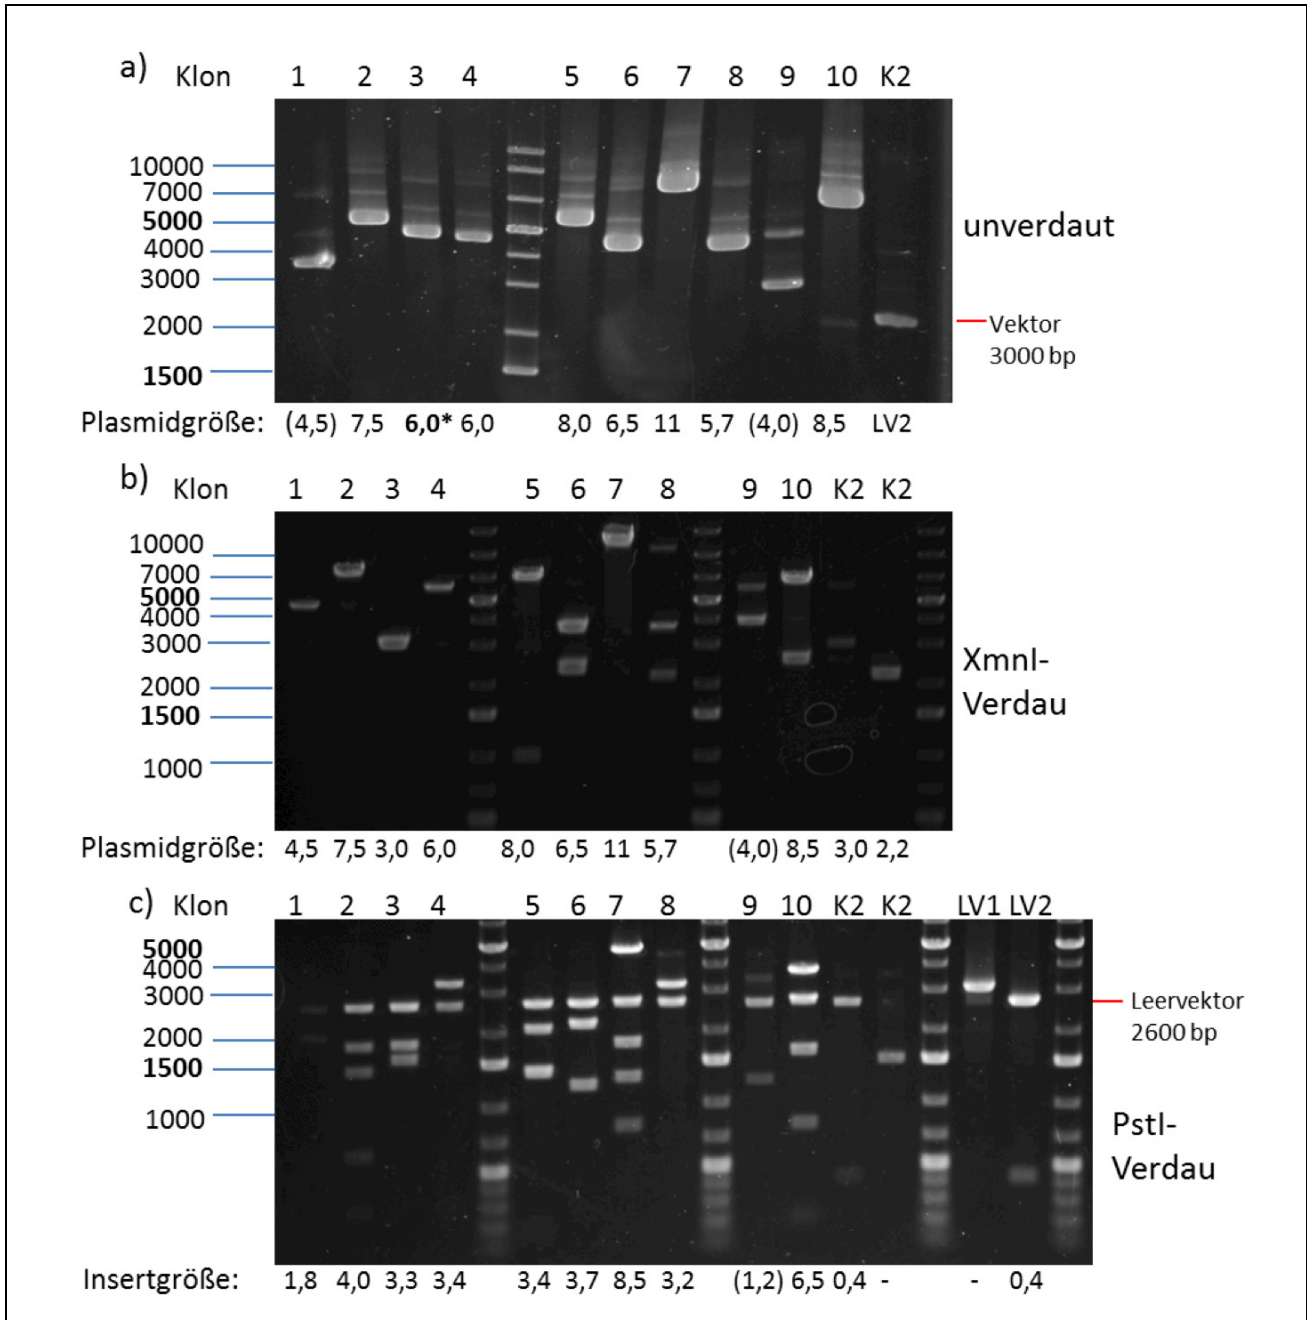 a) Klon 1 2 3 4 5 6 7 8 9 10 K2
10000
7000
5000
4000
3000
2000
1500
unverdaut
Vektor
3000 bp
Plasmidgröße: (4,5) 7,5 6,0* 6,0 8,0 6,5 11 5,7 (4,0) 8,5 LV2
b) Klon 1 2 3 4 5 6 7 8 9 10 K2 K2
10000
7000
5000
4000
3000
2000
1500
1000
XmnI-
Verdau
Plasmidgröße: 4,5 7,5 3,0 6,0 8,0 6,5 11 5,7 (4,0) 8,5 3,0 2,2
c) Klon 1 2 3 4 5 6 7 8 9 10 K2 K2 LV1 LV2
5000
4000
3000
2000
1500
1000
Leervektor
2600 bp
PstI-
Verdau
Insertgröße: 1,8 4,0 3,3 3,4 3,4 3,7 8,5 3,2 (1,2) 6,5 0,4 - - 0,4